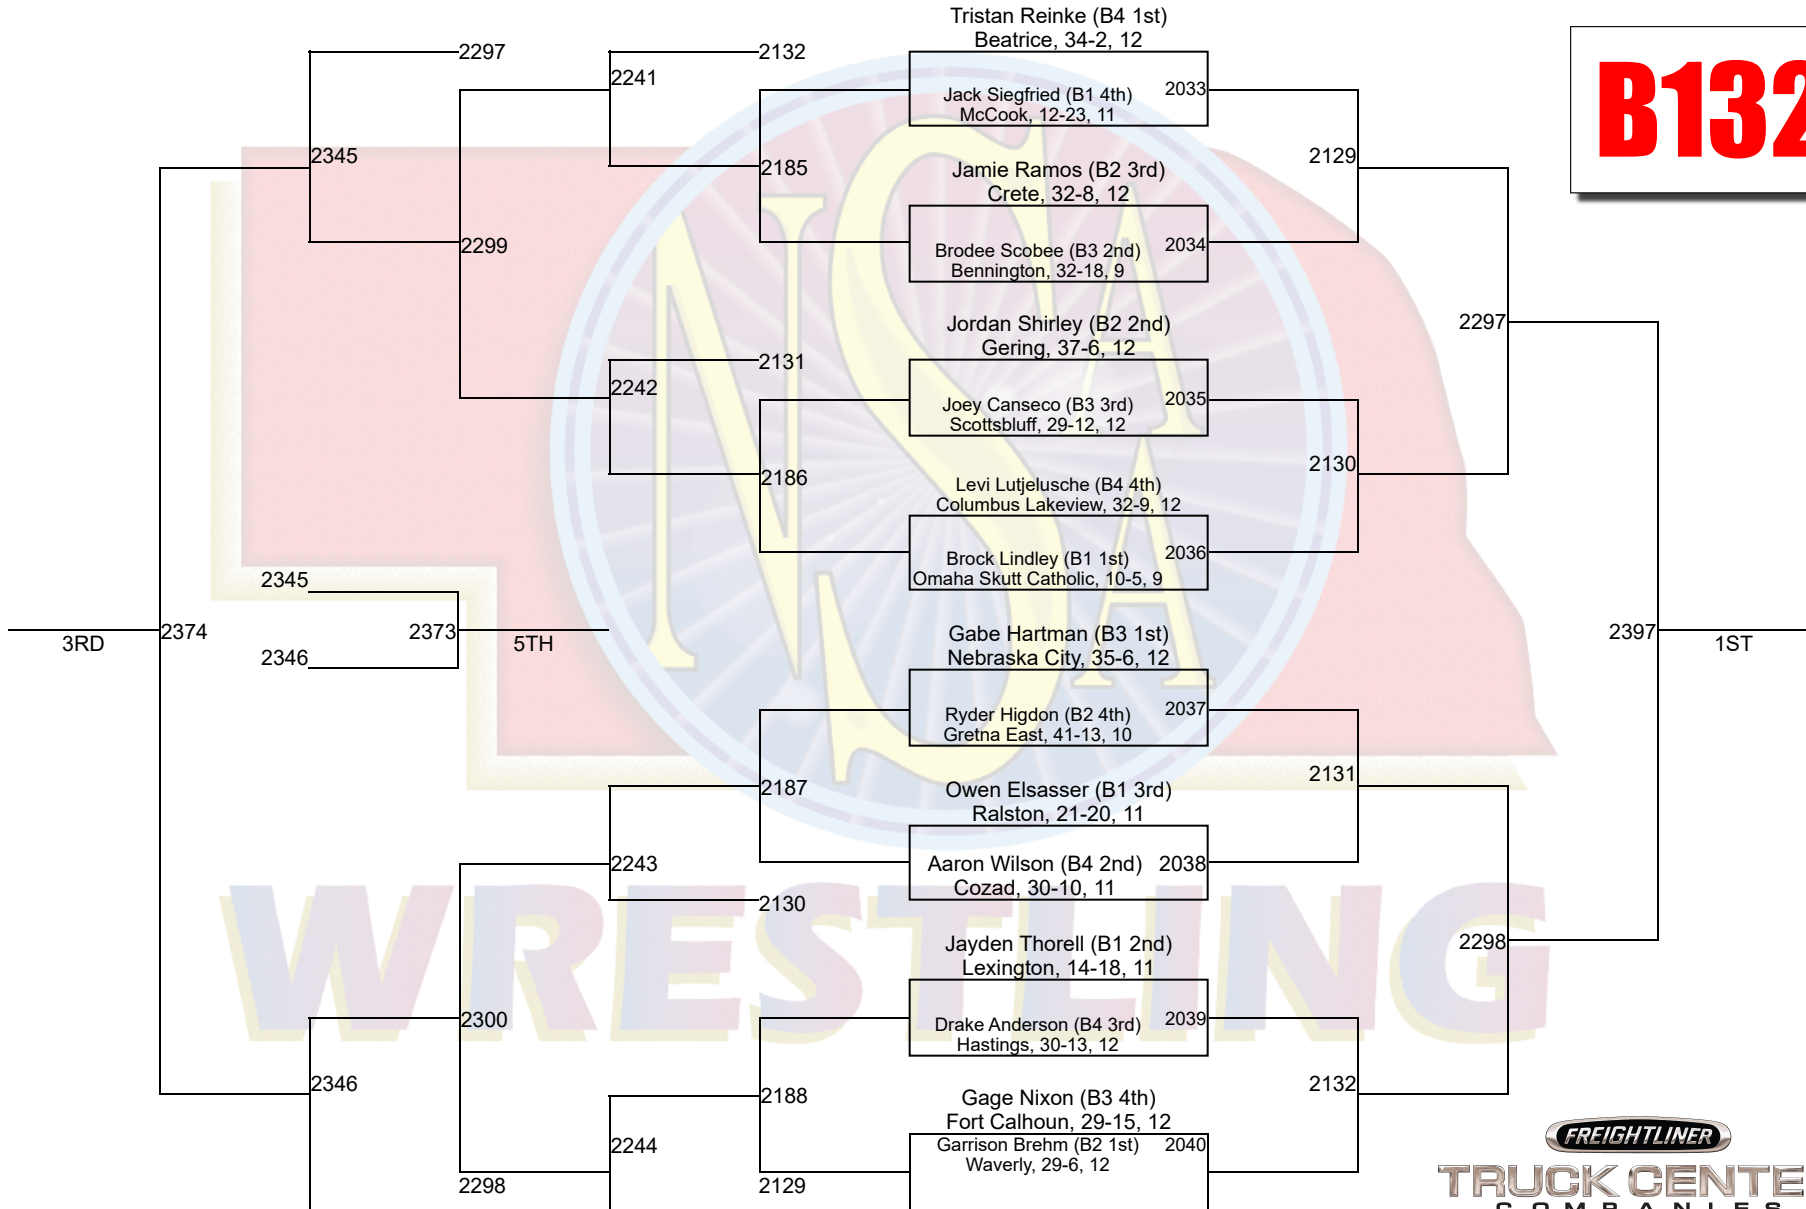 Tristan Reinke (B4 1st)
Beatrice, 34-2, 12
2297
2132
2241
Jack Siegfried (B1 4th)
McCook, 12-23, 11
2033
B132
2345
2185
Jamie Ramos (B2 3rd)
Crete, 32-8, 12
2129
2299
Brodee Scobee (B3 2nd)
Bennington, 32-18, 9
2034
Jordan Shirley (B2 2nd)
Gering, 37-6, 12
2297
2131
2242
Joey Canseco (B3 3rd)
Scottsbluff, 29-12, 12
2035
2186
Levi Lutjelusche (B4 4th)
Columbus Lakeview, 32-9, 12
2130
Brock Lindley (B1 1st)
Omaha Skutt Catholic, 10-5, 9
2036
2345
3RD
2374
2373
5TH
2346
Gabe Hartman (B3 1st)
Nebraska City, 35-6, 12
2397
1ST
Ryder Higdon (B2 4th)
Gretna East, 41-13, 10
2037
2187
Owen Elsasser (B1 3rd)
Ralston, 21-20, 11
2131
2243
Aaron Wilson (B4 2nd)
Cozad, 30-10, 11
2038
2130
Jayden Thorell (B1 2nd)
Lexington, 14-18, 11
2298
2300
Drake Anderson (B4 3rd)
Hastings, 30-13, 12
2039
2346
2188
Gage Nixon (B3 4th)
Fort Calhoun, 29-15, 12
2132
2244
Garrison Brehm (B2 1st)
Waverly, 29-6, 12
2040
2298
2129
NSAA
WRESTLING
FREIGHTLINER
TRUCK CENTE
COMPANIES